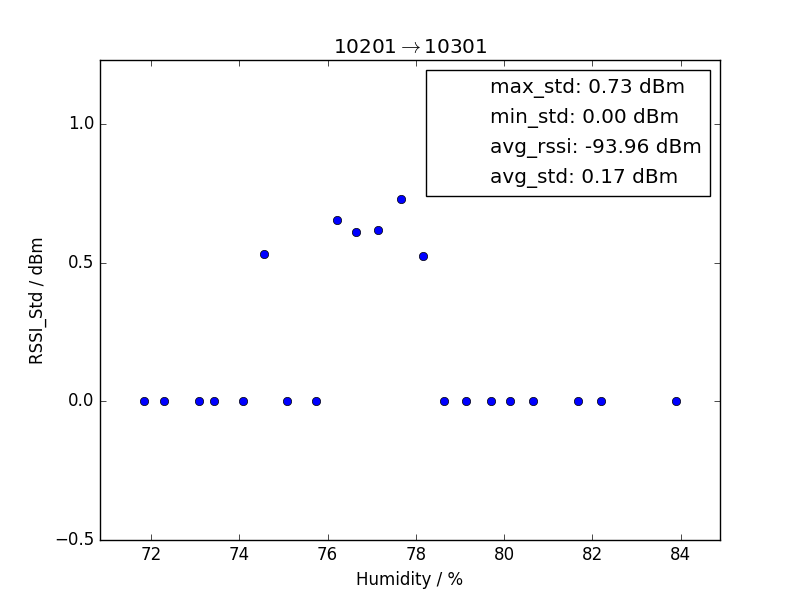 10201→10301
max_std: 0.73 dBm
min_std: 0.00 dBm
avg_rssi: -93.96 dBm
avg_std: 0.17 dBm
1.0
0.5
0.0
−0.5
RSSI_Std / dBm
72 74 76 78 80 82 84
Humidity / %